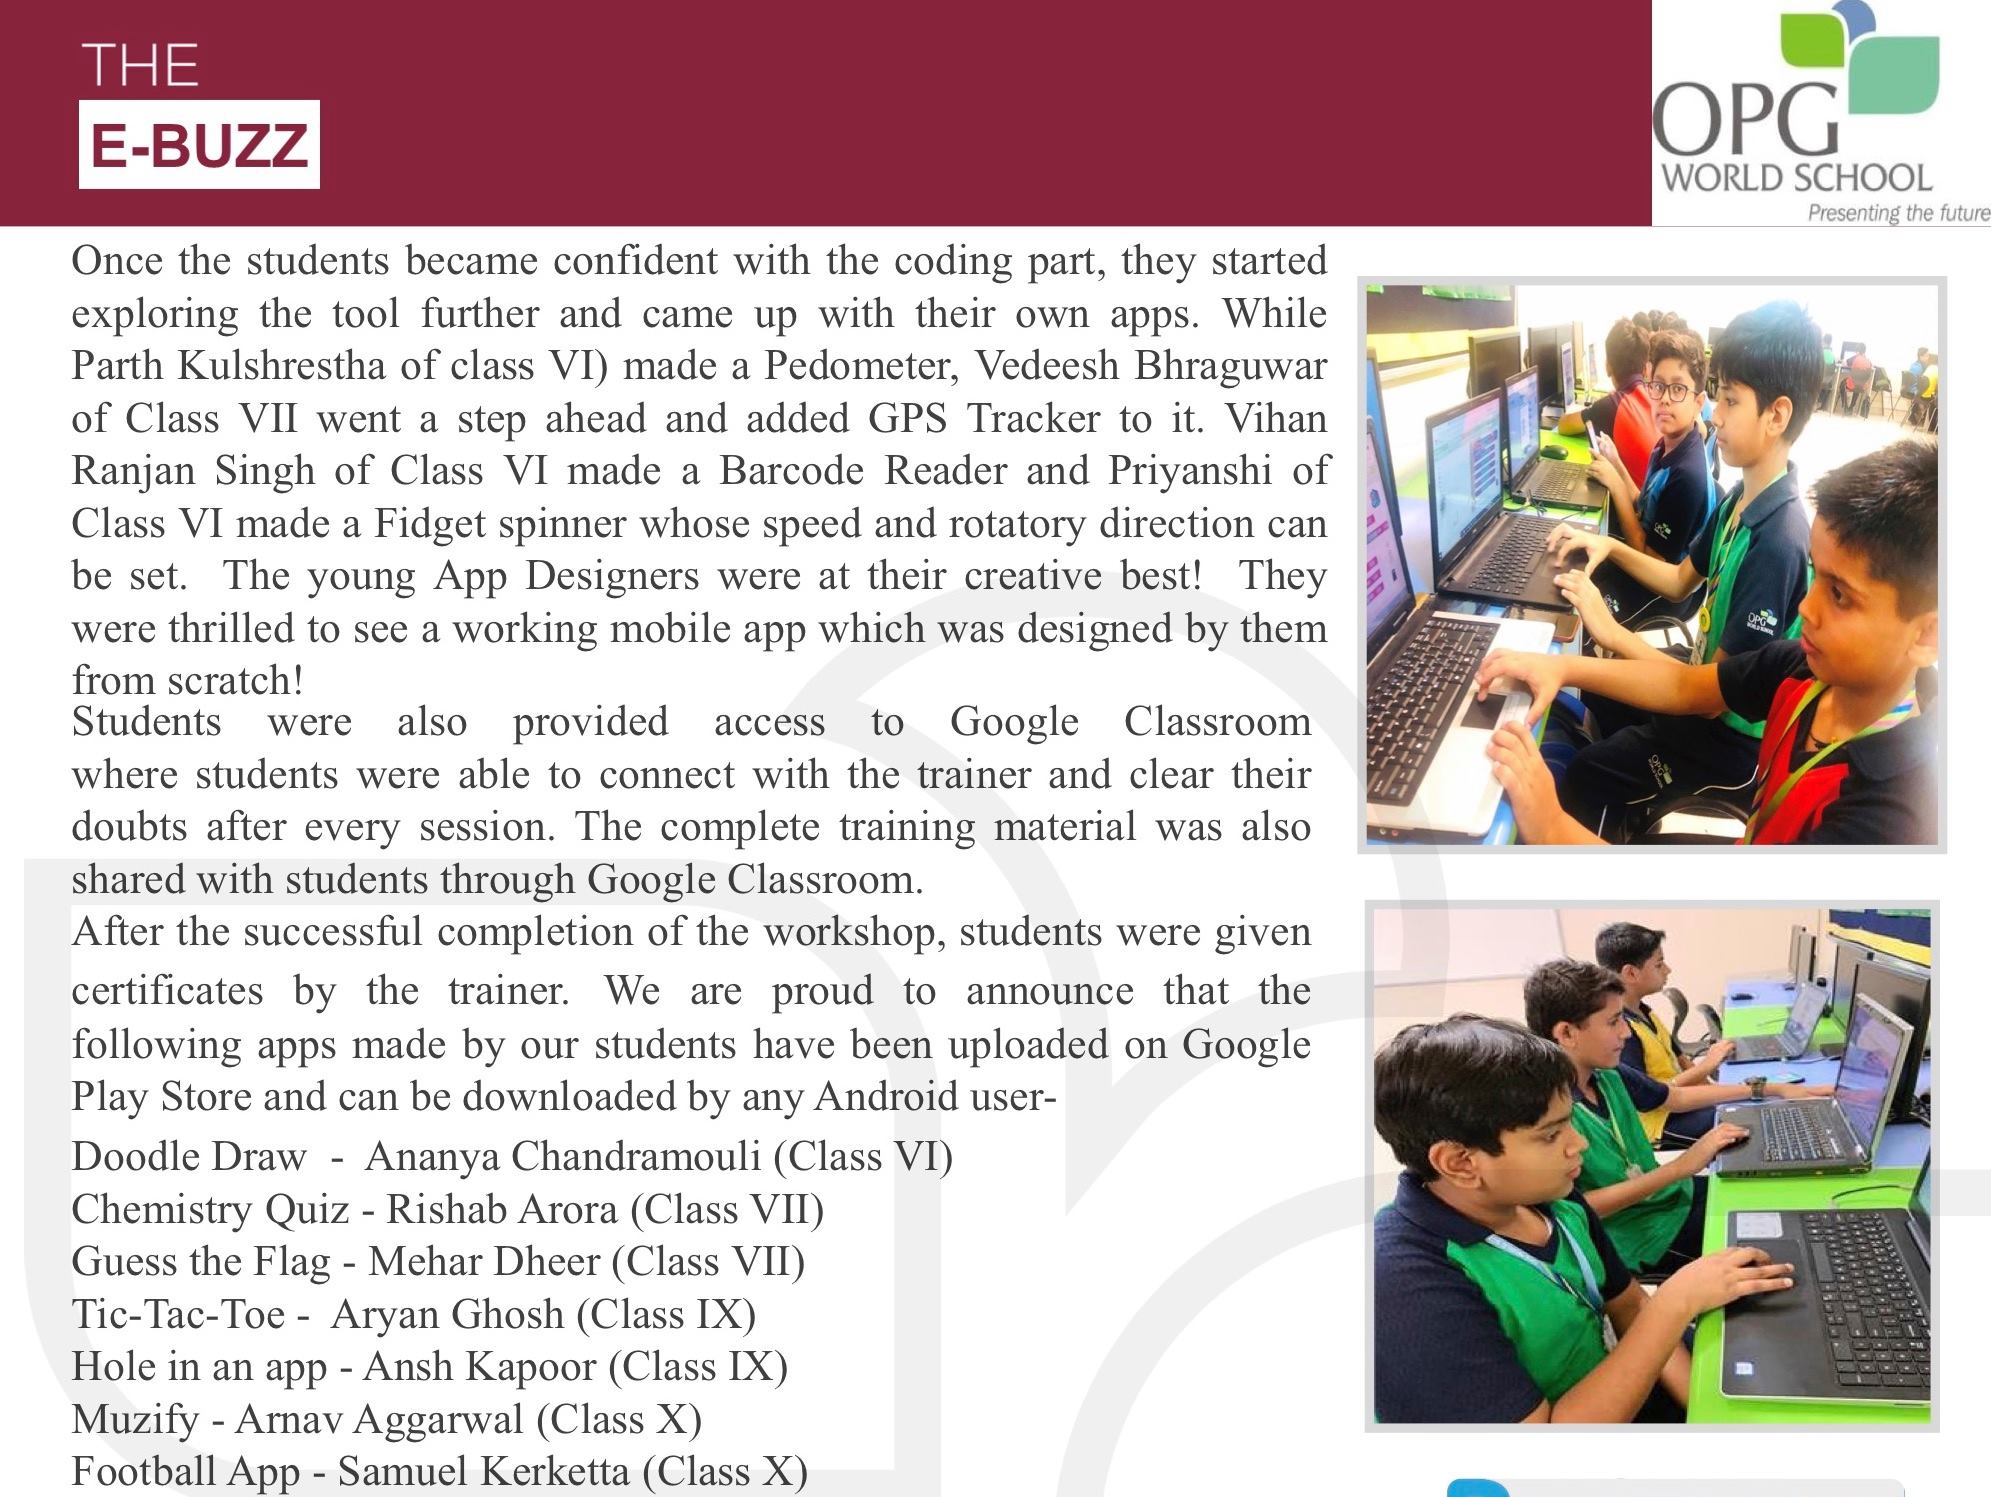 THE
E-BUZZ
OPG
WORLD SCHOOL
Presenting the future
Once the students became confident with the coding part, they started
exploring the tool further and came up with their own apps. While
Parth Kulshrestha of class VI) made a Pedometer, Vedeesh Bhraguwar
of Class VII went a step ahead and added GPS Tracker to it. Vihan
Ranjan Singh of Class VI made a Barcode Reader and Priyanshi of
Class VI made a Fidget spinner whose speed and rotatory direction can
be set. The young App Designers were at their creative best! They
were thrilled to see a working mobile app which was designed by them
from scratch!
Students were also provided access to Google Classroom
where students were able to connect with the trainer and clear their
doubts after every session. The complete training material was also
shared with students through Google Classroom.
After the successful completion of the workshop, students were given
certificates by the trainer. We are proud to announce that the
following apps made by our students have been uploaded on Google
Play Store and can be downloaded by any Android user-
Doodle Draw - Ananya Chandramouli (Class VI)
Chemistry Quiz - Rishab Arora (Class VII)
Guess the Flag - Mehar Dheer (Class VII)
Tic-Tac-Toe - Aryan Ghosh (Class IX)
Hole in an app - Ansh Kapoor (Class IX)
Muzify - Arnav Aggarwal (Class X)
Football App - Samuel Kerketta (Class X)
OPG
WORLD SCHOOL
OPG